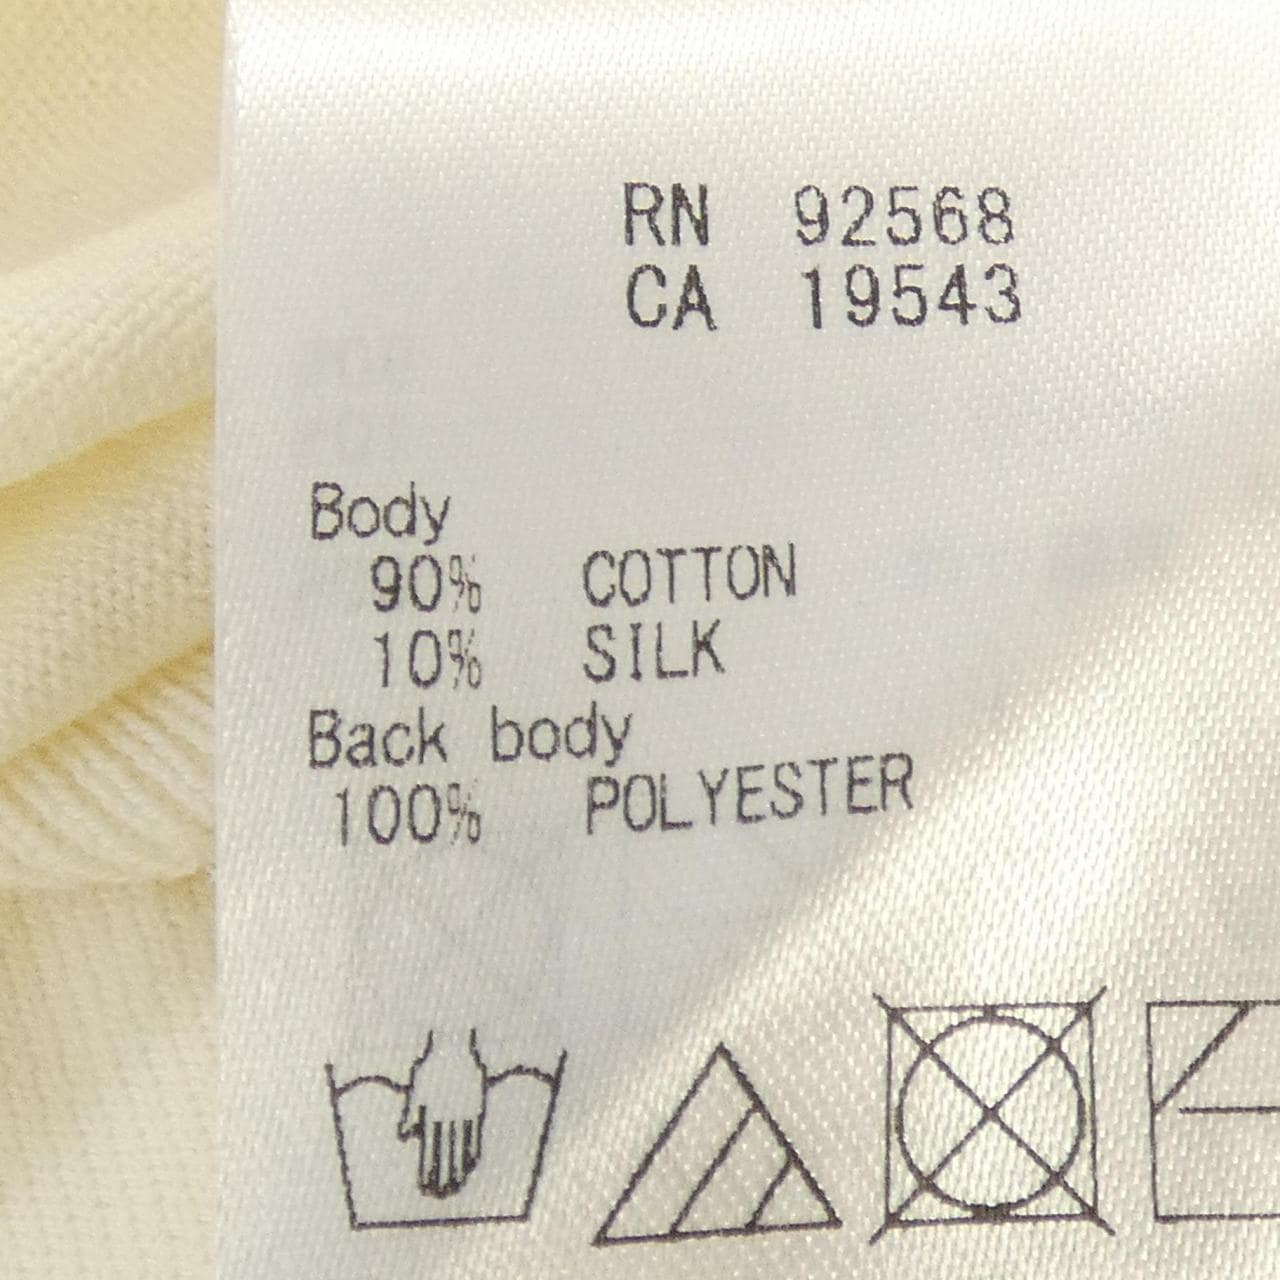 RN 92568
CA 19543
Body
90% COTTON
10% SILK
Back body
100% POLYESTER